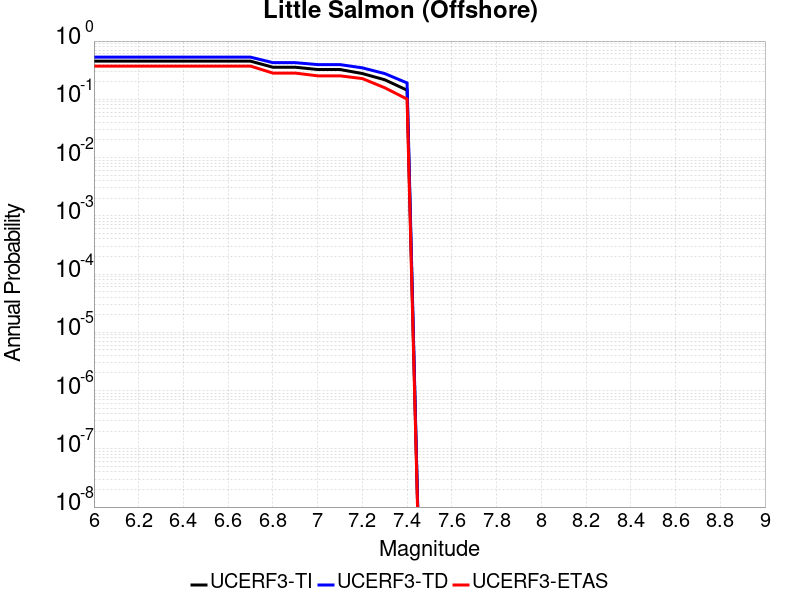 Little Salmon (Offshore)
10^0
10^-1
10^-2
10^-3
10^-4
10^-5
10^-6
10^-7
10^-8
Annual Probability
6 6.2 6.4 6.6 6.8 7 7.2 7.4 7.6 7.8 8 8.2 8.4 8.6 8.8 9
Magnitude
UCERF3-TI UCERF3-TD UCERF3-ETAS